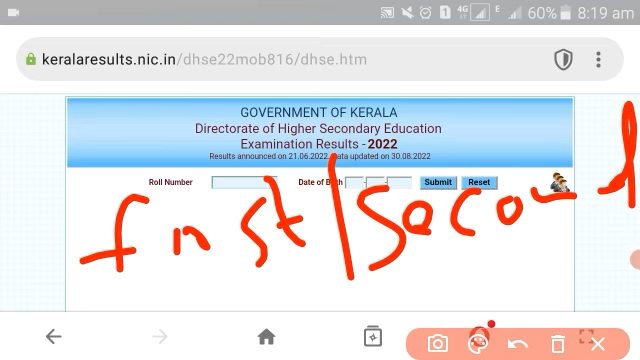 4G E 60% 8:19 am
keralaresults.nic.in/dhse22mob816/dhse.htm
GOVERNMENT OF KERALA
Directorate of Higher Secondary Education
Examination Results - 2022
Results announced on 21.06.2022, data updated on 30.08.2022
Roll Number Date of Birth - - Submit Reset
first/second